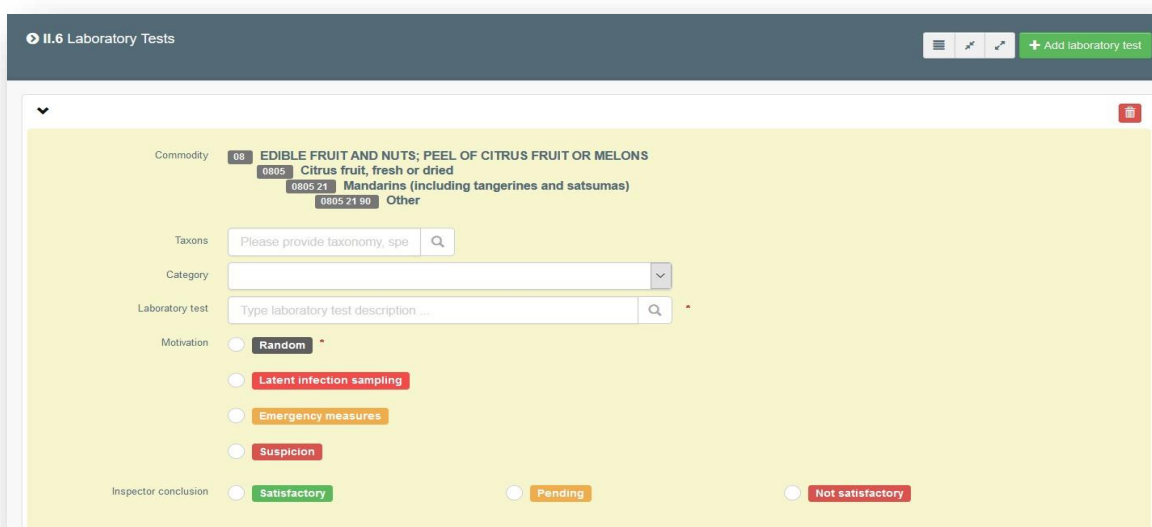 II.6 Laboratory Tests
+ Add laboratory test
Commodity 08 EDIBLE FRUIT AND NUTS; PEEL OF CITRUS FRUIT OR MELONS
0805 Citrus fruit, fresh or dried
0805 21 Mandarins (including tangerines and satsumas)
0805 21 90 Other
Taxons Please provide taxonomy, spe
Category
Laboratory test Type laboratory test description ... *
Motivation Random *
Latent infection sampling
Emergency measures
Suspicion
Inspector conclusion Satisfactory Pending Not satisfactory